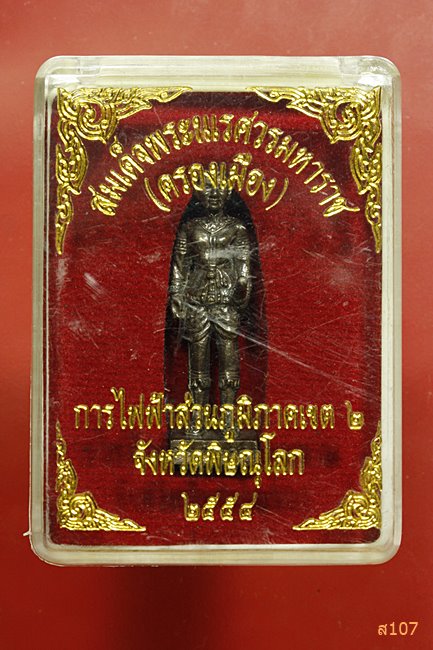 สมเด็จพระนเรศวรมหาราช
(ครองเมือง)
การไฟฟ้าส่วนภูมิภาคเขต ๒
จังหวัดพิษณุโลก
๒๕๕๔
ส107